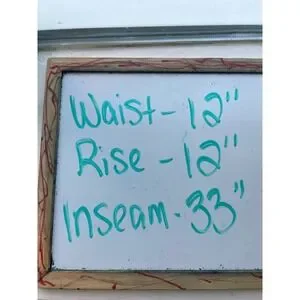 Waist - 12"
Rise - 12"
Inseam - 33"